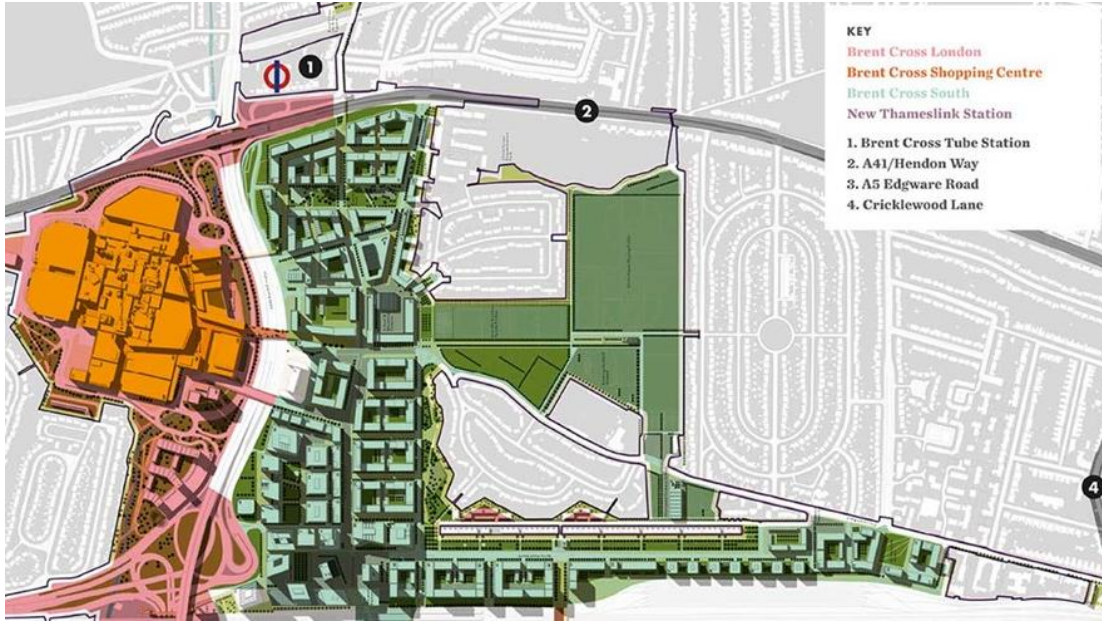 KEY
Brent Cross London
Brent Cross Shopping Centre
Brent Cross South
New Thameslink Station
1. Brent Cross Tube Station
2. A41/Hendon Way
3. A5 Edgware Road
4. Cricklewood Lane
1
2
4